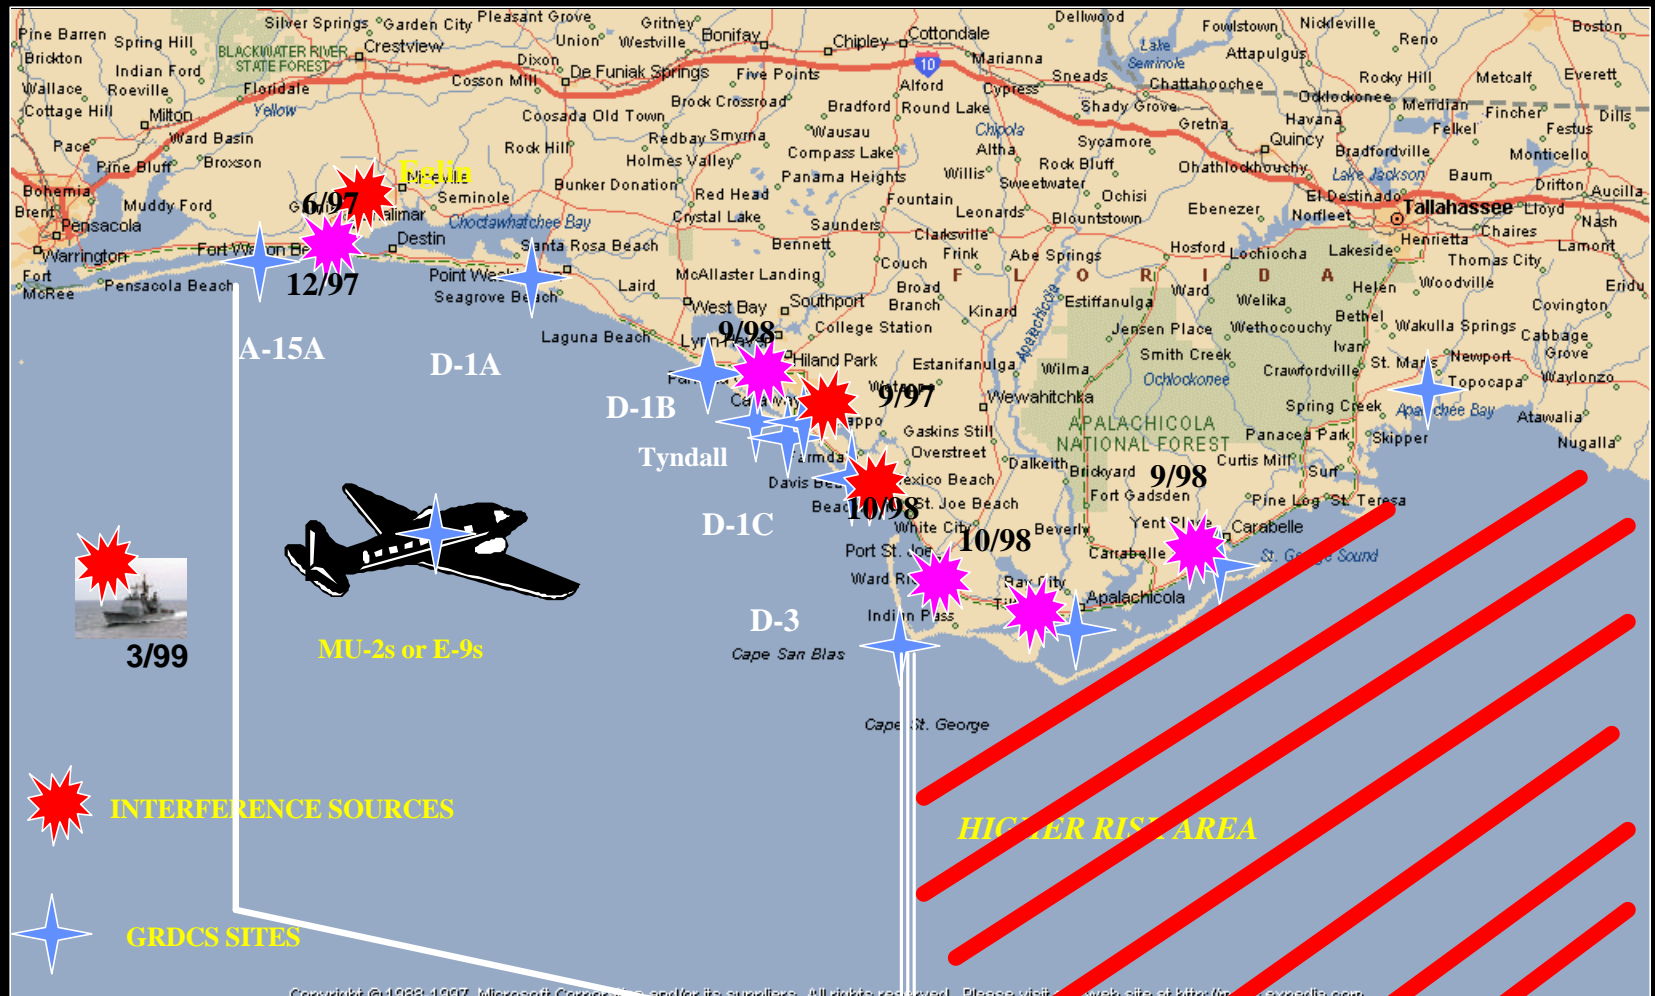 Silver Springs
Garden City
Pleasant Grove
Gritney
Dellwood
Fowlstown
Nickleville
Boston
Pine Barren
Spring Hill
Crestview
Union
Westville
Bonifay
Chipley
Cottondale
Lake
Seminole
Attapulgus
Reno
Brickton
BLACKWATER RIVER
STATE FOREST
Indian Ford
Dixon
De Funiak Springs
Five Points
10
Marianna
Sneads
Chattahoochee
Rocky Hill
Metcalf
Everett
Wallace
Roeville
Floridale
Cosson Mill
Alford
Cypress
Cottage Hill
Milton
Yellow
Coosada Old Town
Brock Crossroad
Bradford
Round Lake
Shady Grove
Ocklockonee
Meridian
Fincher
Dills
Pace
Ward Basin
Redbay
Smyrna
Wausau
Chipola
Gretna
Havana
Quincy
Felkel
Festus
Pine Bluff
Broxson
Rock Hill
Holmes Valley
Compass Lake
Altha
Sycamore
Bradfordville
Monticello
Eglin
Niceville
Panama Heights
Rock Bluff
Ohathlockhouchy
Lake Jackson
Baum
Bohemia
Bunker Donation
Red Head
Willis
Sweetwater
Drifton
Aucilla
Brent
Muddy Ford
6/97
Seminole
Crystal Lake
Fountain
Ochisi
El Destinado
Tallahassee
Lloyd
Pensacola
Choctawhatchee Bay
Saunders
Leonards
Blountstown
Ebenezer
Norfleet
Chaires
Nash
Warrington
Destin
Santa Rosa Beach
Bennett
Clarksville
Frink
Abe Springs
Hosford
Lochiocha
Lakeside
Henrietta
Lamont
Fort
McRee
Pensacola Beach
12/97
Seagrove Beach
McAllaster Landing
Laird
Couch
FLORIDA
Thomas City
Broad
Branch
Estiffanulga
Ward
Welika
Helen
Woodville
Eridu
West Bay
Southport
Kinard
Apalachicola
Bethel
Covington
Laguna Beach
9/98
College Station
Jensen Place
Wethocouchy
Wakulla Springs
Cabbage
Grove
A-15A
D-1A
Hiland Park
Estanifanulga
Wilma
Smith Creek
Ivan
St. Marks
Newport
Ochlockonee
Crawfordville
Topocapa
Waylonzo
D-1B
9/97
Wewahitchka
Spring Creek
Atawalia
APALACHICOLA
NATIONAL FOREST
Gaskins Still
Panacea Park
Skipper
Nugalla
Tyndall
Overstreet
Dalkeith
Brickyard
Curtis Mill
Surf
9/98
Fort Gadsden
Pine Log
St. Teresa
10/98
St. Joe Beach
D-1C
White City
Beverly
Carabelle
10/98
Carrabelle
Port St. Joe
Bay City
Apalachicola
D-3
Indian Pass
Cape San Blas
3/99
MU-2s or E-9s
Cape St. George
INTERFERENCE SOURCES
HIGHER RISK AREA
GRDCS SITES